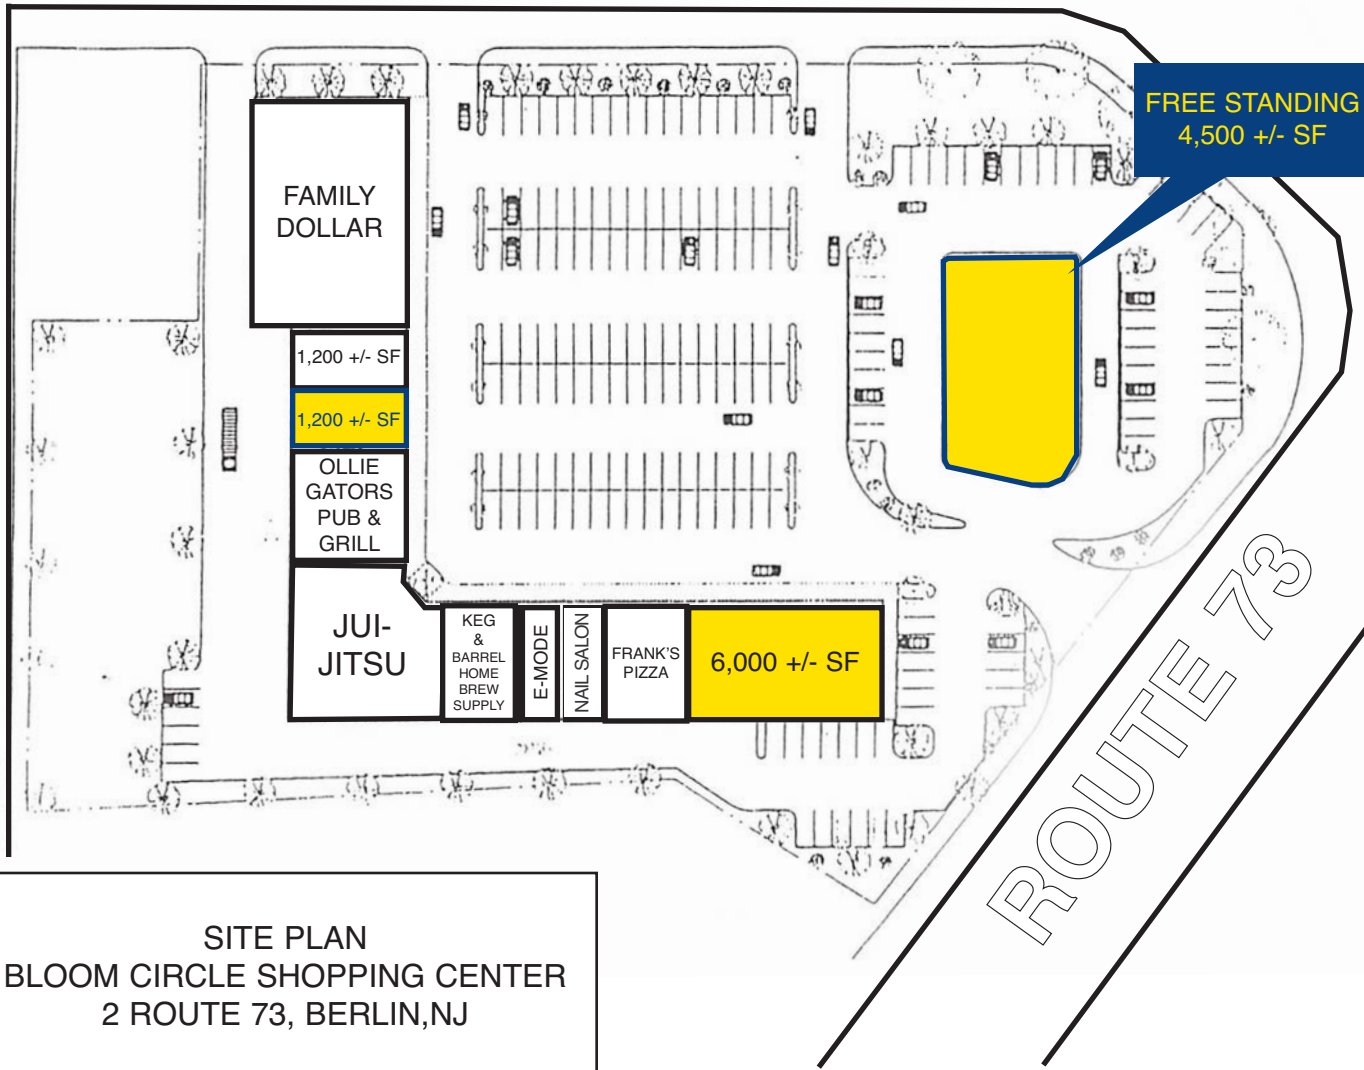 FREE STANDING
4,500 +/- SF
FAMILY
DOLLAR
1,200 +/- SF
1,200 +/- SF
OLLIE
GATORS
PUB &
GRILL
JUI-
JITSU
KEG
&
BARREL
HOME
BREW
SUPPLY
E-MODE
NAIL SALON
FRANK'S
PIZZA
6,000 +/- SF
ROUTE 73
SITE PLAN
BLOOM CIRCLE SHOPPING CENTER
2 ROUTE 73, BERLIN,NJ